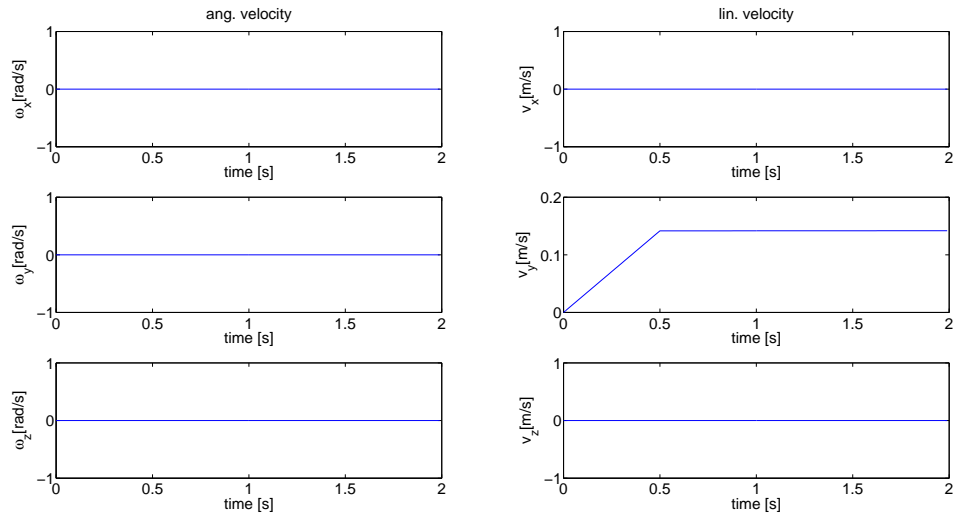 ang. velocity
1
0
−1
ω_x[rad/s]
0 0.5 1 1.5 2
time [s]
lin. velocity
1
0
−1
v_x[m/s]
0 0.5 1 1.5 2
time [s]
1
0
−1
ω_y[rad/s]
0 0.5 1 1.5 2
time [s]
0.2
0.1
0
v_y[m/s]
0 0.5 1 1.5 2
time [s]
1
0
−1
ω_z[rad/s]
0 0.5 1 1.5 2
time [s]
1
0
−1
v_z[m/s]
0 0.5 1 1.5 2
time [s]